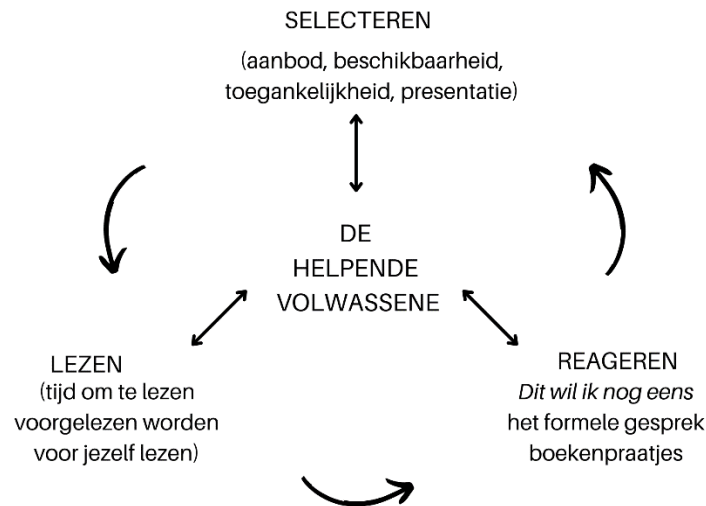 SELECTEREN
(aanbod, beschikbaarheid,
toegankelijkheid, presentatie)
DE
HELPENDE
VOLWASSENE
LEZEN
(tijd om te lezen
voorgelezen worden
voor jezelf lezen)
REAGEREN
Dit wil ik nog eens
het formele gesprek
boekenpraatjes